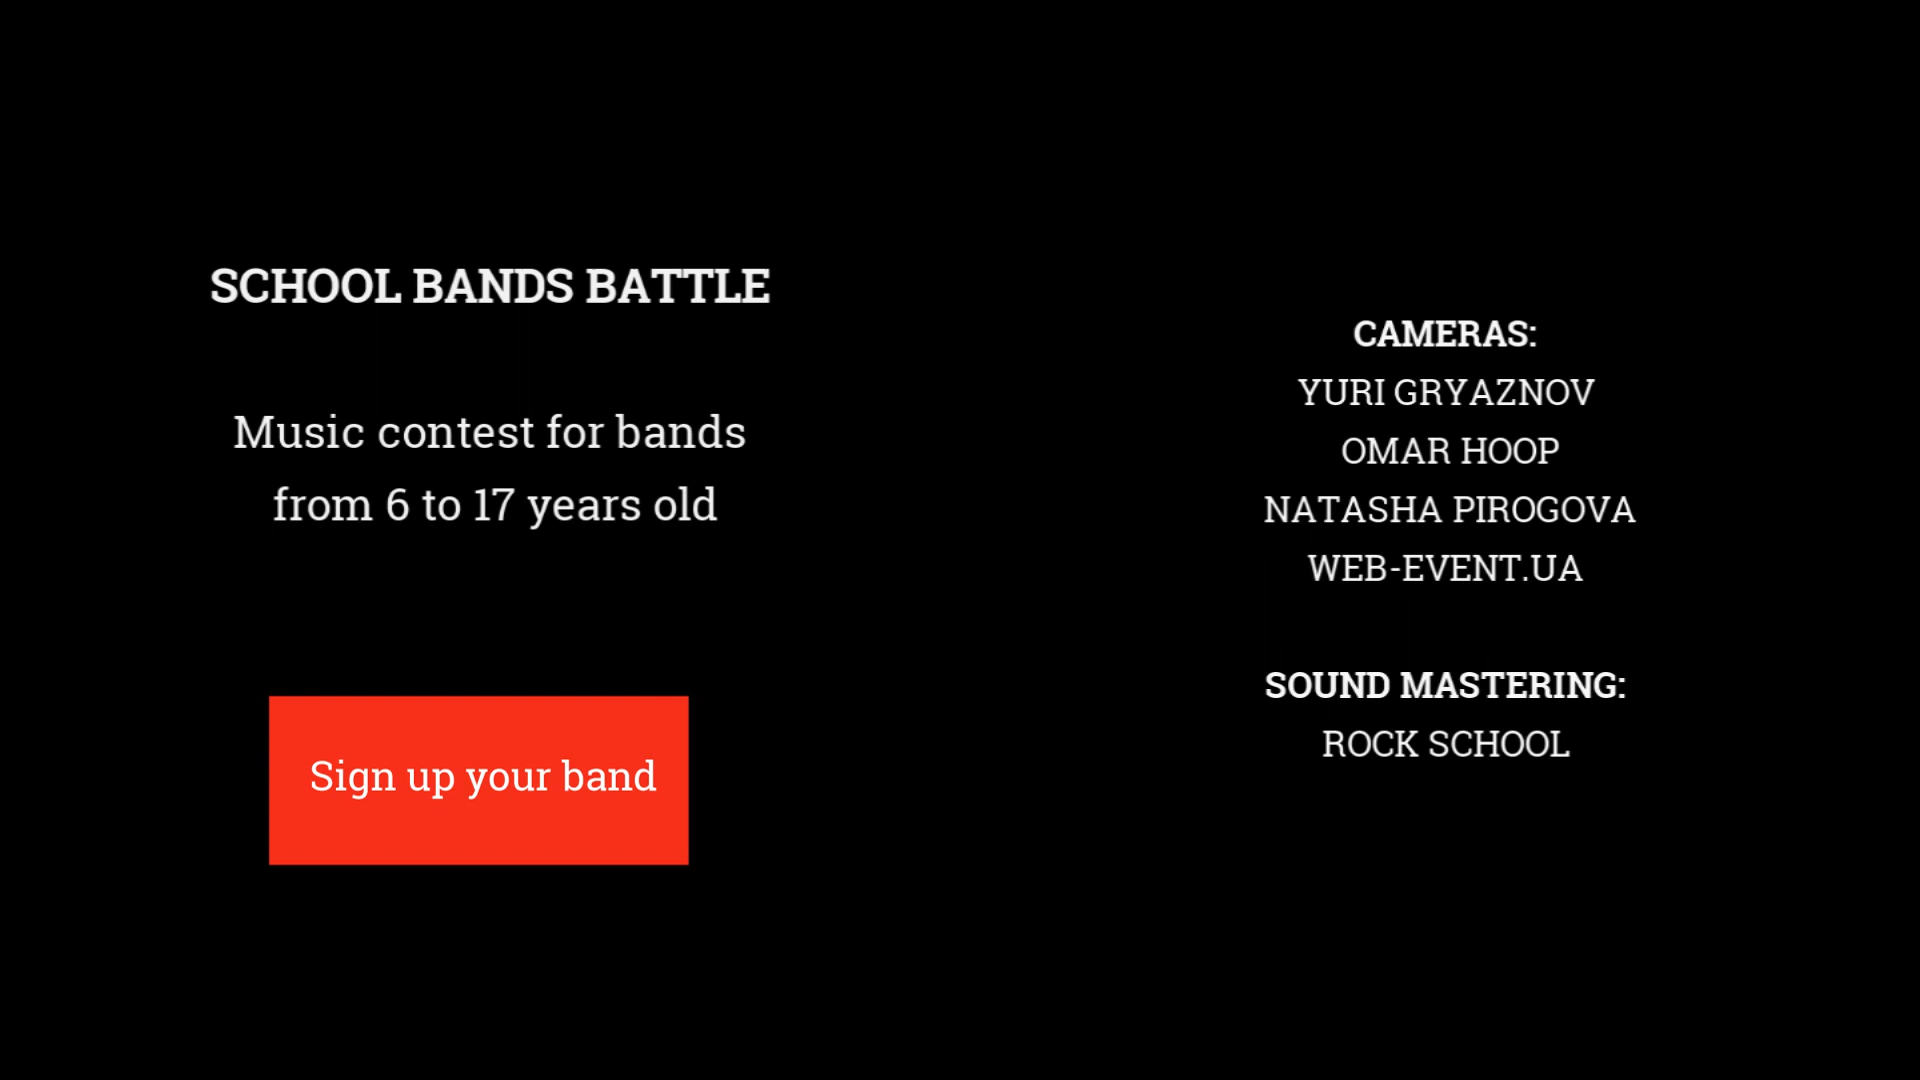 SCHOOL BANDS BATTLE
Music contest for bands
from 6 to 17 years old
Sign up your band
CAMERAS:
YURI GRYAZNOV
OMAR HOOP
NATASHA PIROGOVA
WEB-EVENT.UA
SOUND MASTERING:
ROCK SCHOOL